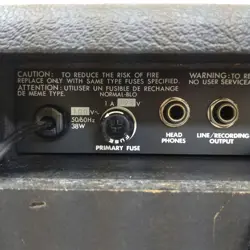 CAUTION: TO REDUCE THE RISK OF FIRE
REPLACE ONLY WITH SAME TYPE FUSES SPECIFIED.
ATTENTION: UTILISER UN FUSIBLE DE RECHANGE
DE MÊME TYPE.
WARNING: TO RE
NO USER SERVICEA
NORMAL-BLO
1A
V
50/60Hz
38W
FUSE
PRIMARY FUSE
HEAD
PHONES
LINE/RECORDING
OUTPUT